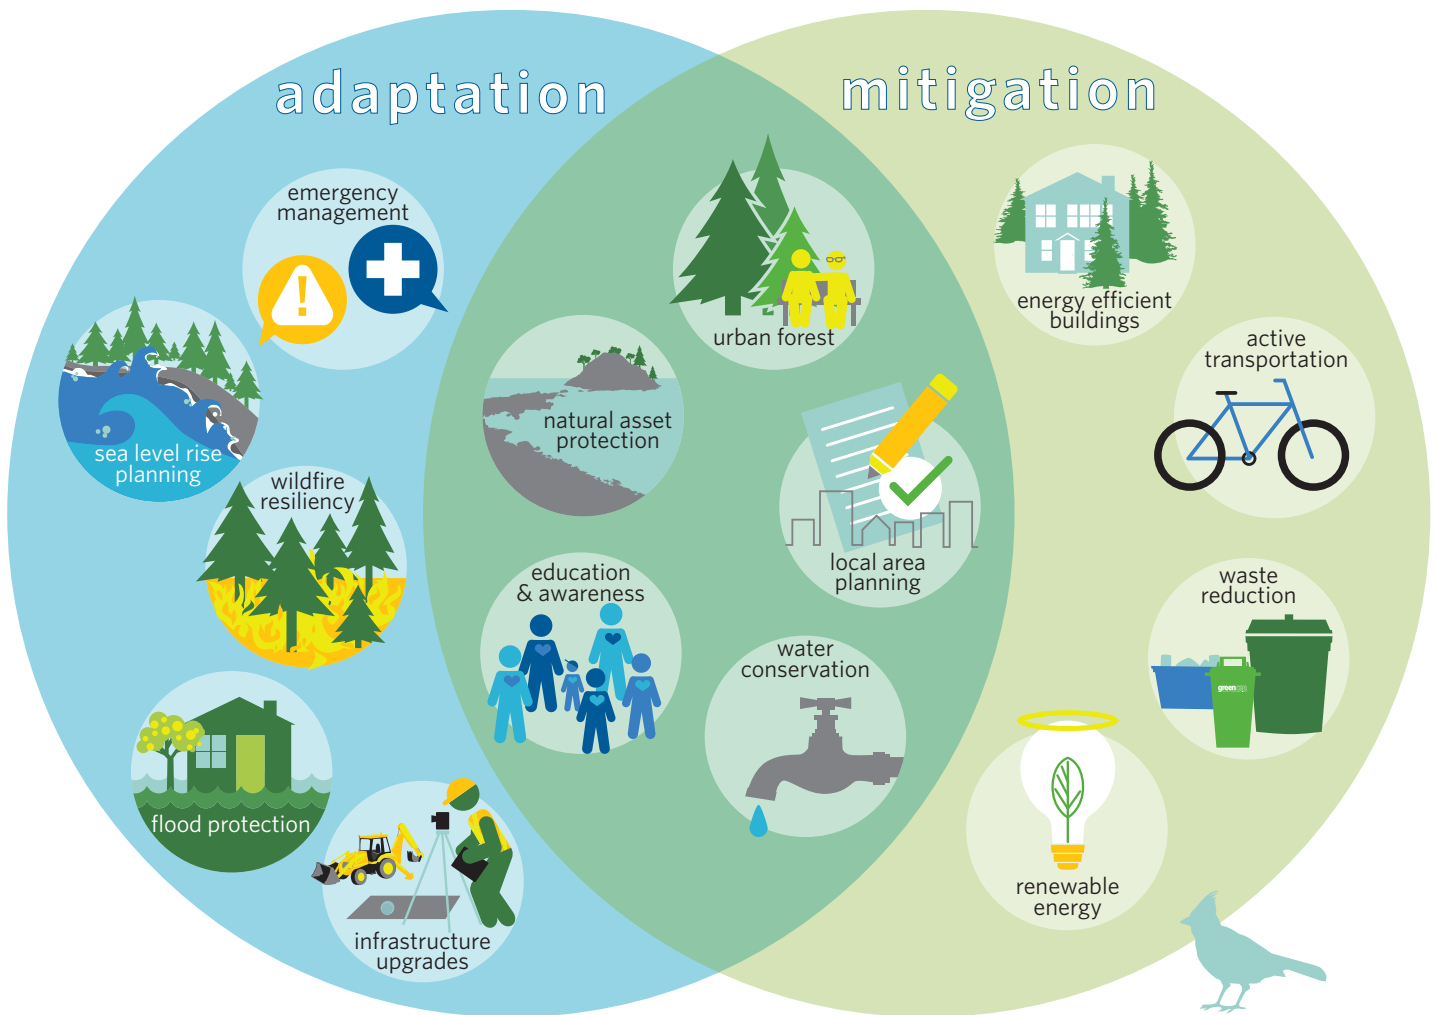 adaptation
mitigation
emergency
management
sea level rise
planning
wildfire
resiliency
flood protection
infrastructure
upgrades
urban forest
natural asset
protection
local area
planning
education
& awareness
water
conservation
energy efficient
buildings
active
transportation
waste
reduction
greencap
renewable
energy